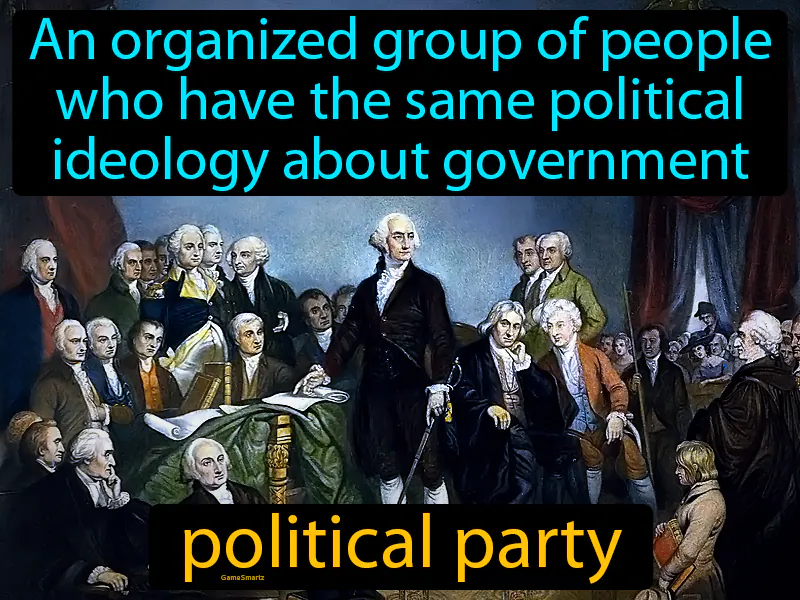 An organized group of people
who have the same political
ideology about government
political party
GameSmartz